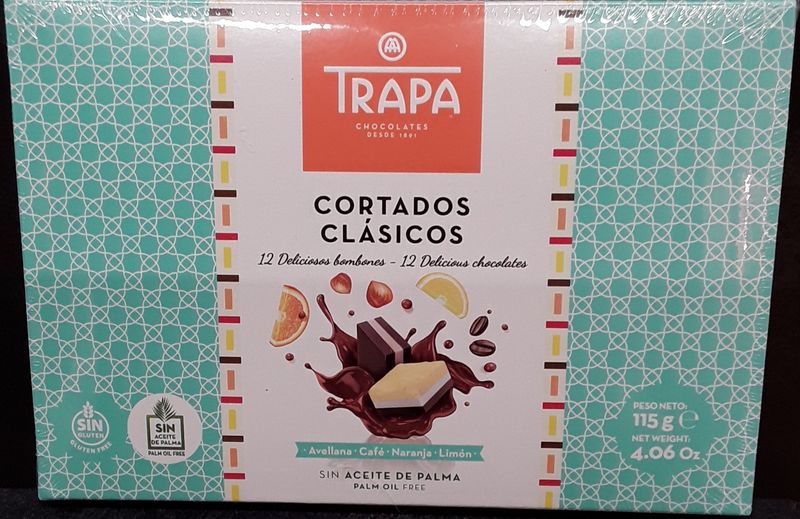 TRAPA
CHOCOLATES
DESDE 1891
CORTADOS
CLÁSICOS
12 Deliciosos bombones - 12 Delicious chocolates
· Avellana · Café · Naranja · Limón ·
SIN ACEITE DE PALMA
PALM OIL FREE
SIN
GLUTEN
GLUTEN FREE
SIN
ACEITE
DE PALMA
PALM OIL FREE
PESO NETO:
115 g ℮
NET WEIGHT:
4.06 Oz